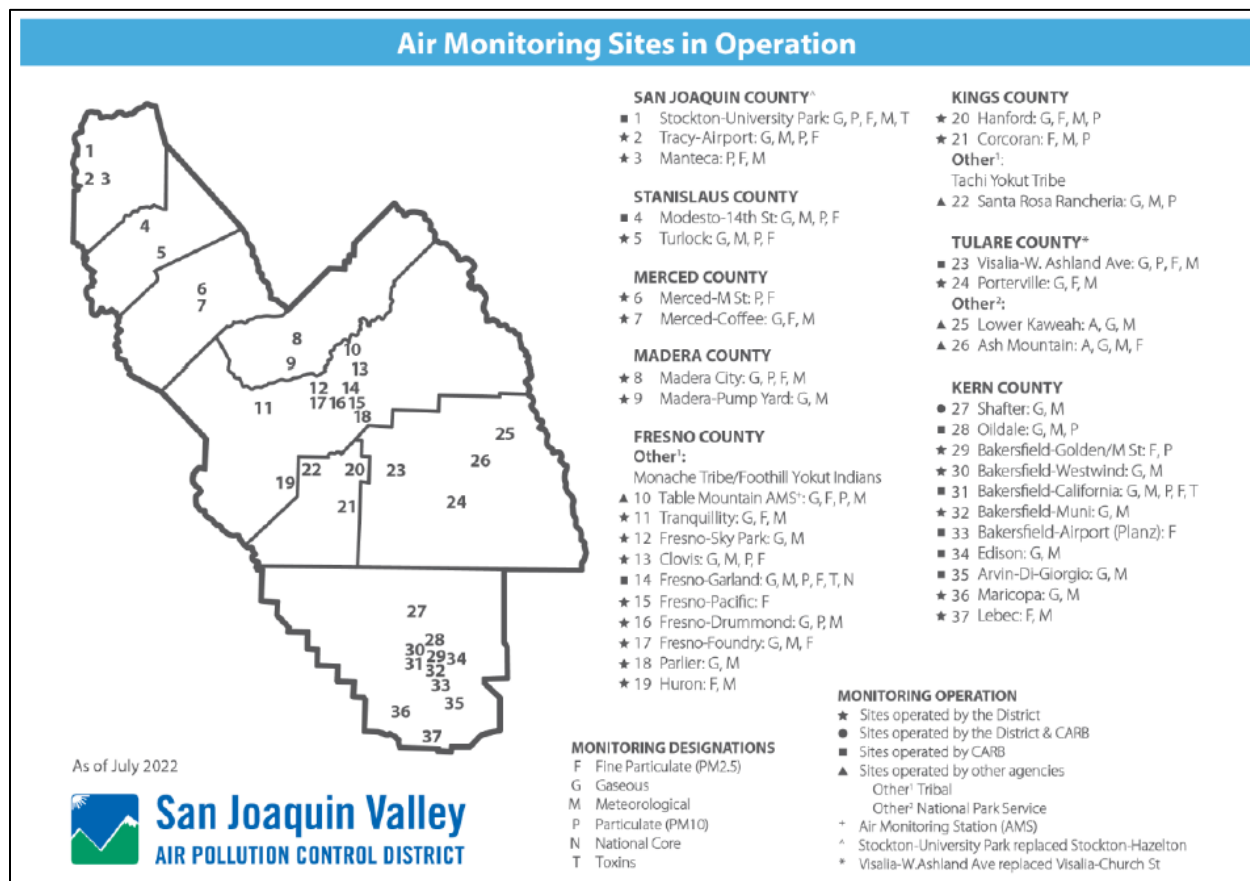 Air Monitoring Sites in Operation
1
2 3
4
5
6
7
8
9
10
13
12 14
17 16 15
11
18
19
22 20
21
23
25
26
24
27
28
30 29 34
31 32
33
35
36
37
As of July 2022
San Joaquin Valley
AIR POLLUTION CONTROL DISTRICT
SAN JOAQUIN COUNTY^
■ 1 Stockton-University Park: G, P, F, M, T
★ 2 Tracy-Airport: G, M, P, F
★ 3 Manteca: P, F, M
STANISLAUS COUNTY
■ 4 Modesto-14th St: G, M, P, F
★ 5 Turlock: G, M, P, F
MERCED COUNTY
★ 6 Merced-M St: P, F
★ 7 Merced-Coffee: G, F, M
MADERA COUNTY
★ 8 Madera City: G, P, F, M
★ 9 Madera-Pump Yard: G, M
FRESNO COUNTY
Other¹:
Monache Tribe/Foothill Yokut Indians
▲ 10 Table Mountain AMS⁺: G, F, P, M
★ 11 Tranquillity: G, F, M
★ 12 Fresno-Sky Park: G, M
★ 13 Clovis: G, M, P, F
■ 14 Fresno-Garland: G, M, P, F, T, N
★ 15 Fresno-Pacific: F
★ 16 Fresno-Drummond: G, P, M
★ 17 Fresno-Foundry: G, M, F
★ 18 Parlier: G, M
★ 19 Huron: F, M
KINGS COUNTY
★ 20 Hanford: G, F, M, P
★ 21 Corcoran: F, M, P
Other¹:
Tachi Yokut Tribe
▲ 22 Santa Rosa Rancheria: G, M, P
TULARE COUNTY*
■ 23 Visalia-W. Ashland Ave: G, P, F, M
★ 24 Porterville: G, F, M
Other²:
▲ 25 Lower Kaweah: A, G, M
▲ 26 Ash Mountain: A, G, M, F
KERN COUNTY
● 27 Shafter: G, M
■ 28 Oildale: G, M, P
★ 29 Bakersfield-Golden/M St: F, P
★ 30 Bakersfield-Westwind: G, M
■ 31 Bakersfield-California: G, M, P, F, T
★ 32 Bakersfield-Muni: G, M
■ 33 Bakersfield-Airport (Planz): F
■ 34 Edison: G, M
■ 35 Arvin-Di-Giorgio: G, M
★ 36 Maricopa: G, M
★ 37 Lebec: F, M
MONITORING DESIGNATIONS
F Fine Particulate (PM2.5)
G Gaseous
M Meteorological
P Particulate (PM10)
N National Core
T Toxins
MONITORING OPERATION
★ Sites operated by the District
● Sites operated by the District & CARB
■ Sites operated by CARB
▲ Sites operated by other agencies
Other¹ Tribal
Other² National Park Service
+ Air Monitoring Station (AMS)
^ Stockton-University Park replaced Stockton-Hazelton
* Visalia-W.Ashland Ave replaced Visalia-Church St